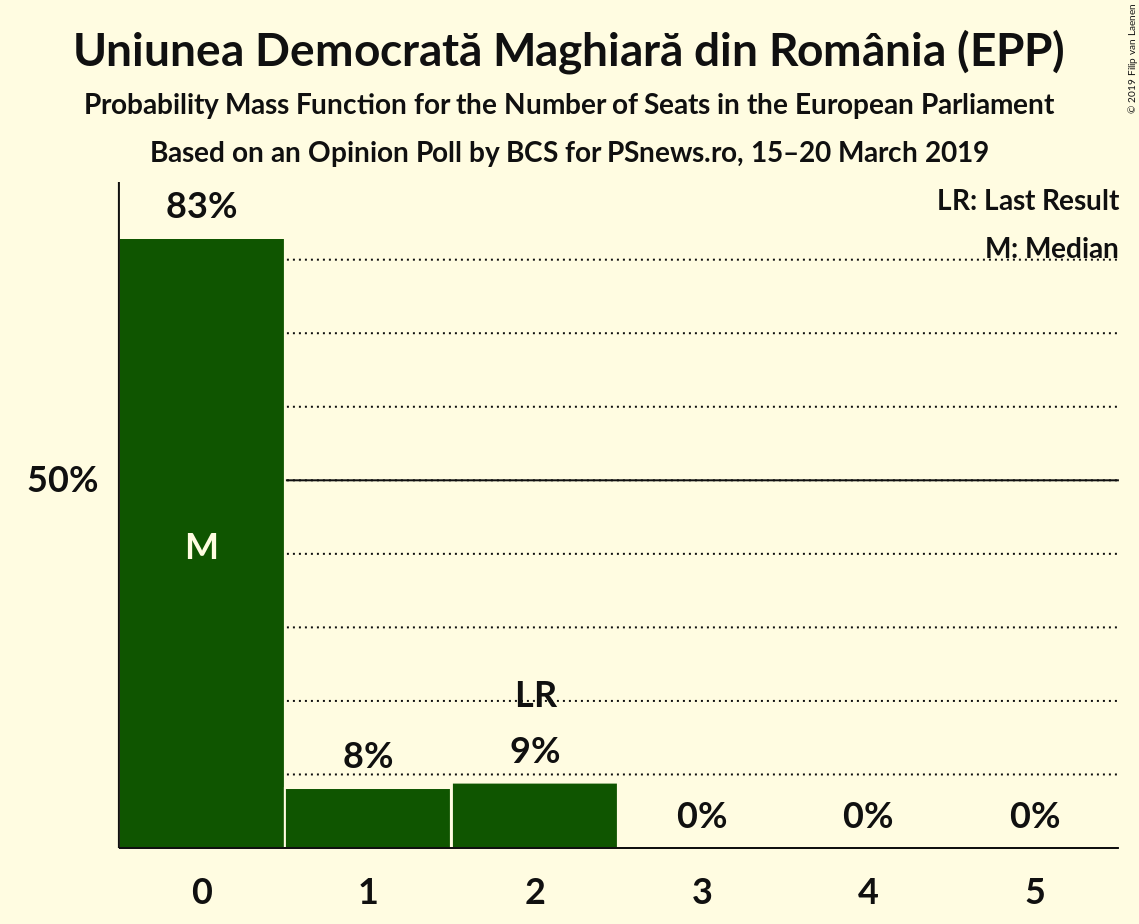 Uniunea Democrată Maghiară din România (EPP)
Probability Mass Function for the Number of Seats in the European Parliament
Based on an Opinion Poll by BCS for PSnews.ro, 15–20 March 2019
© 2019 Filip van Laenen
LR: Last Result
M: Median
83%
50%
M
LR
8%
9%
0%
0%
0%
0
1
2
3
4
5